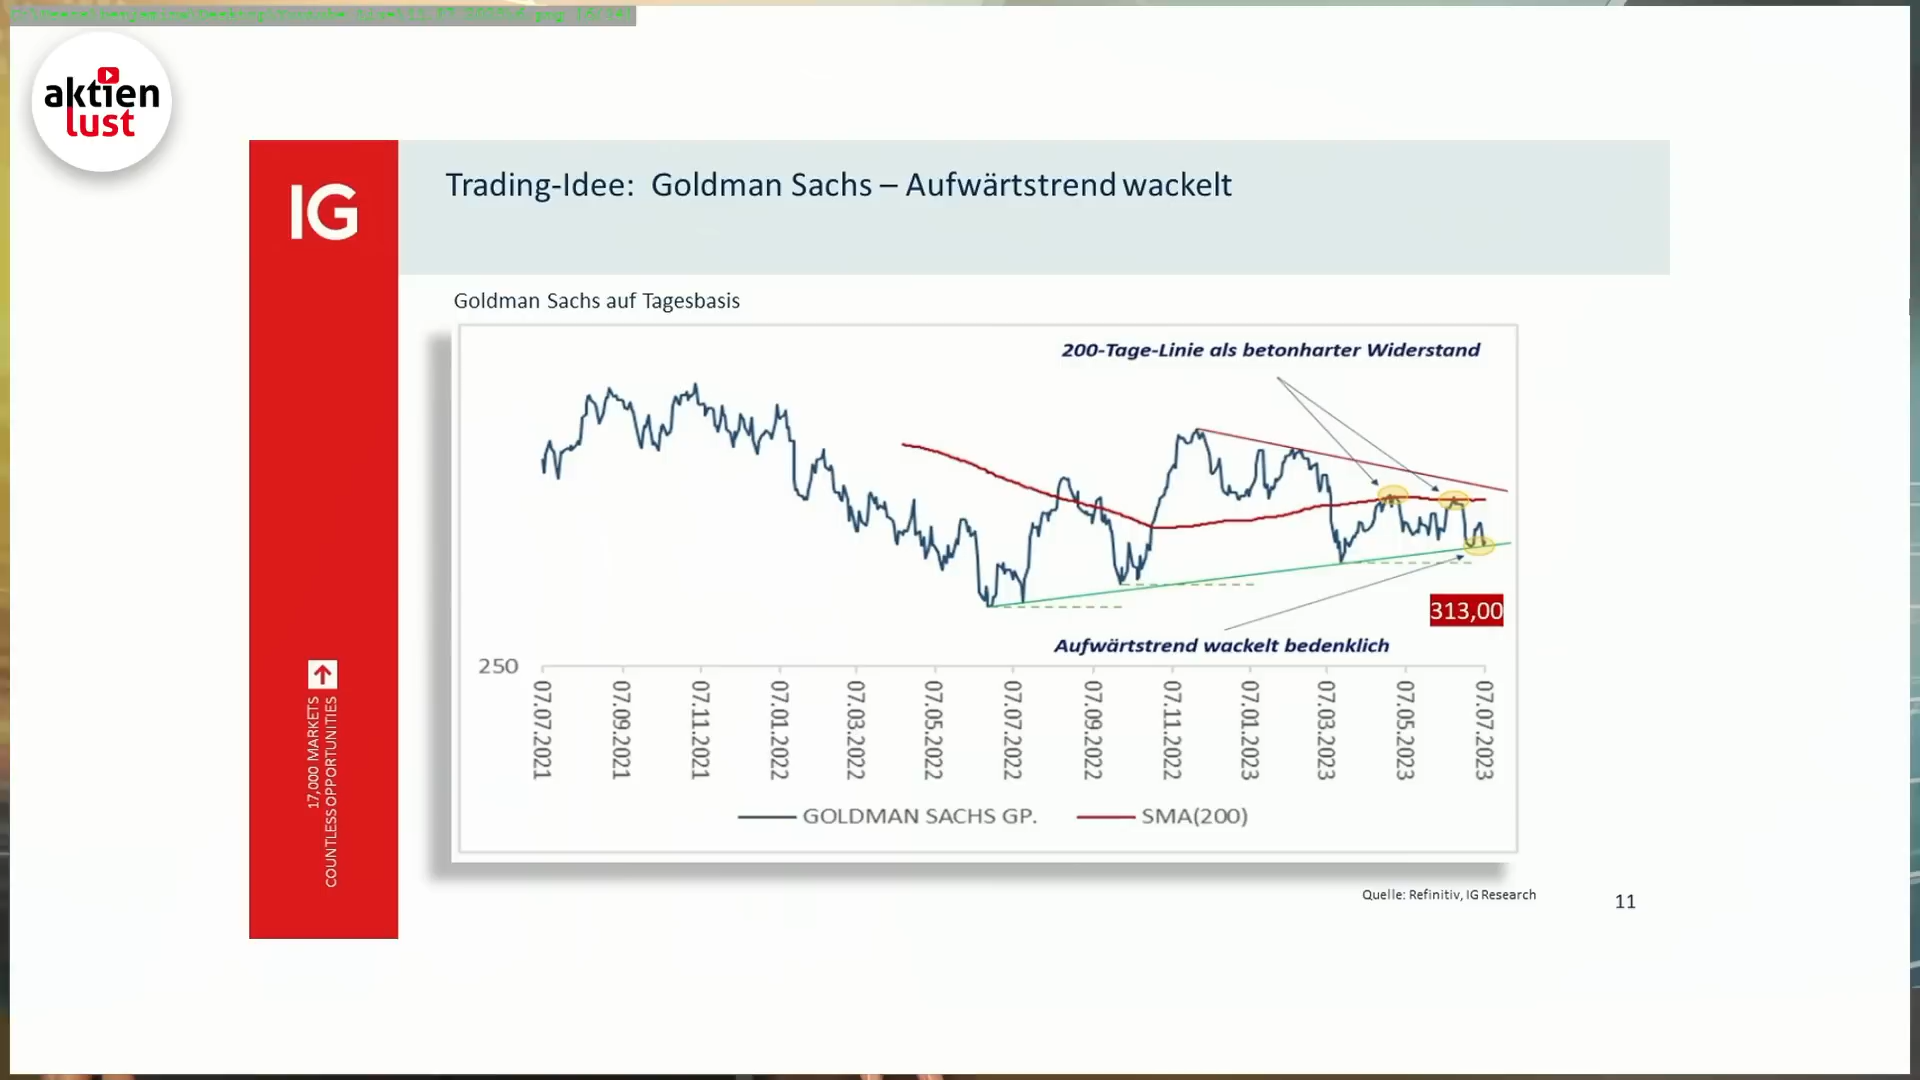 aktien
lust
IG
Trading-Idee: Goldman Sachs – Aufwärtstrend wackelt
Goldman Sachs auf Tagesbasis
200-Tage-Linie als betonharter Widerstand
313,00
Aufwärtstrend wackelt bedenklich
250
07.07.2021
07.09.2021
07.11.2021
07.01.2022
07.03.2022
07.05.2022
07.07.2022
07.09.2022
07.11.2022
07.01.2023
07.03.2023
07.05.2023
07.07.2023
GOLDMAN SACHS GP.
SMA(200)
17,000 MARKETS
COUNTLESS OPPORTUNITIES
Quelle: Refinitiv, IG Research
11